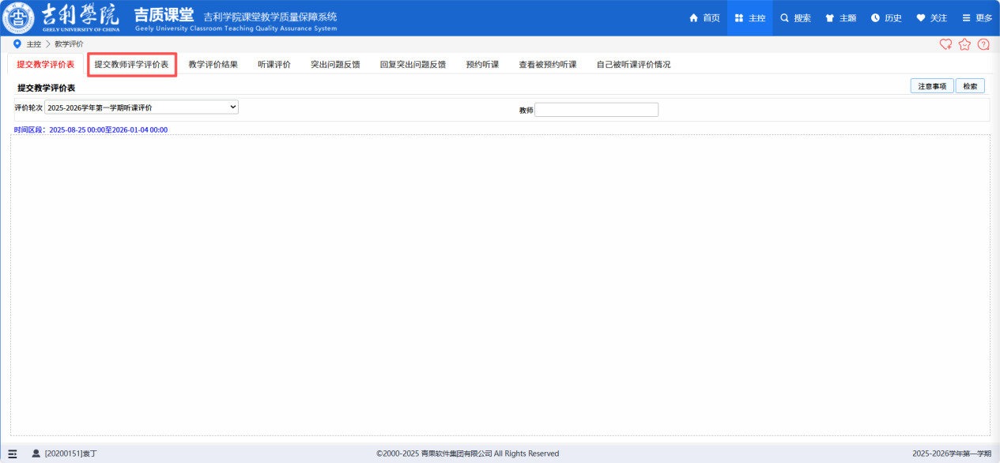 吉利學院 吉质课堂 吉利学院课堂教学质量保障系统 首页 主控 搜索 主题 历史 关注 更多
GEELY UNIVERSITY OF CHINA Geely University Classroom Teaching Quality Assurance System
主控 > 教学评价
提交教学评价表 提交教师评学评价表 教学评价结果 听课评价 突出问题反馈 回复突出问题反馈 预约听课 查看被预约听课 自己被听课评价情况
提交教学评价表 注意事项 检索
评价轮次 2025-2026学年第一学期听课评价 教师
时间区段：2025-08-25 00:00至2026-01-04 00:00
[20200151]袁丁 ©2000-2025 青果软件集团有限公司 All Rights Reserved 2025-2026学年第一学期